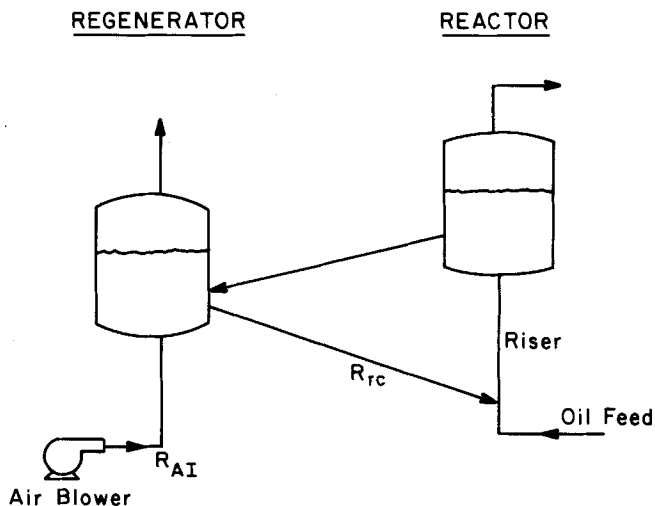 REGENERATOR
REACTOR
Riser
R_rc
Oil Feed
R_AI
Air Blower